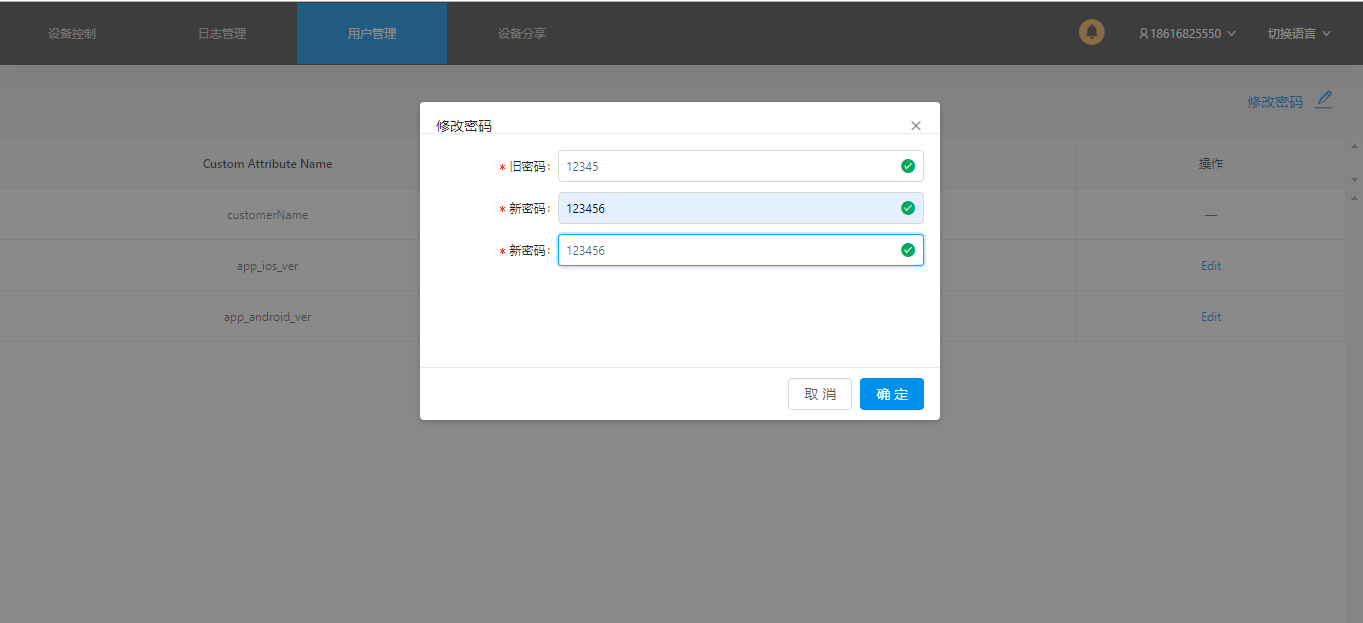 设备控制 日志管理 用户管理 设备分享 18616825550 切换语言
修改密码
修改密码
Custom Attribute Name 操作
* 旧密码: 12345
* 新密码: 123456
customerName —
* 新密码: 123456
app_ios_ver Edit
app_android_ver Edit
取 消 确 定